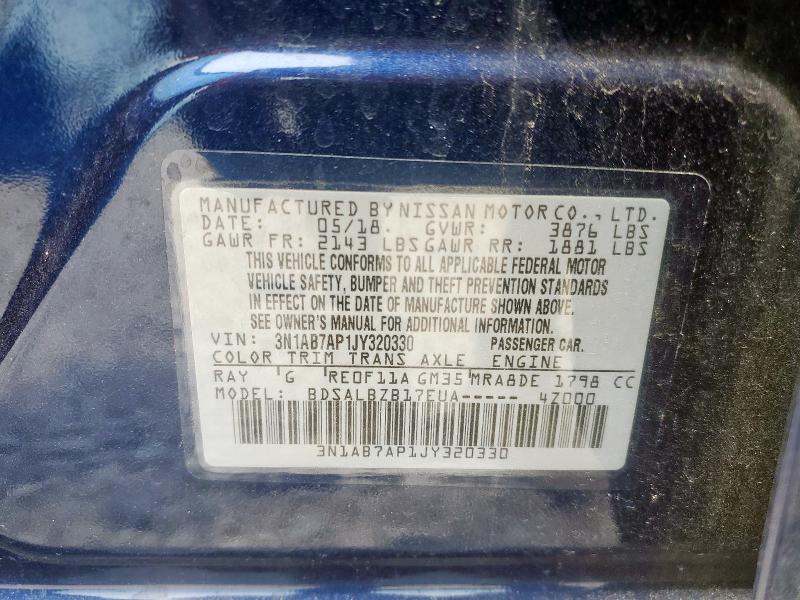 MANUFACTURED BY NISSAN MOTOR CO., LTD.
DATE: 05/18. GVWR: 3876 LBS
GAWR FR: 2143 LBS GAWR RR: 1881 LBS
THIS VEHICLE CONFORMS TO ALL APPLICABLE FEDERAL MOTOR
VEHICLE SAFETY, BUMPER AND THEFT PREVENTION STANDARDS
IN EFFECT ON THE DATE OF MANUFACTURE SHOWN ABOVE.
SEE OWNER'S MANUAL FOR ADDITIONAL INFORMATION.
VIN: 3N1AB7AP1JY320330 PASSENGER CAR.
COLOR TRIM TRANS AXLE ENGINE
RAY G RE0F11A GM35 MRA8DE 1798 CC
MODEL: BDSALBZB17EUA----- 4Z000
3N1AB7AP1JY320330